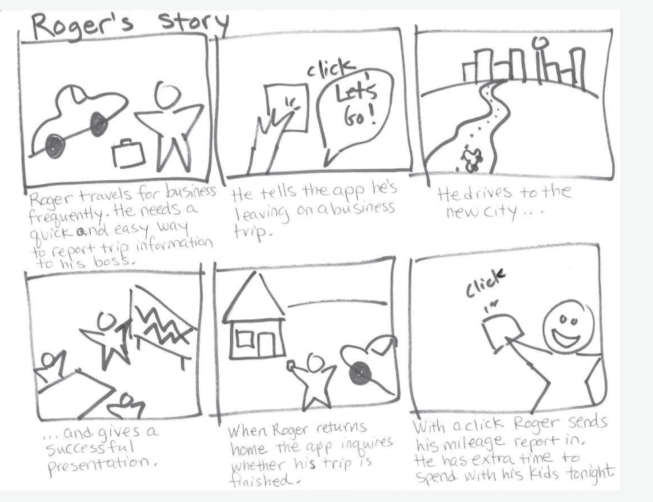 Roger's Story
Roger travels for business
frequently. He needs a
quick and easy way
to report trip information
to his boss.
click
Let's
Go!
He tells the app he's
leaving on a business
trip.
He drives to the
new city...
...and gives a
successful
presentation.
When Roger returns
home the app inquires
whether his trip is
finished.
Click
With a click Roger sends
his mileage report in.
He has extra time to
spend with his kids tonight